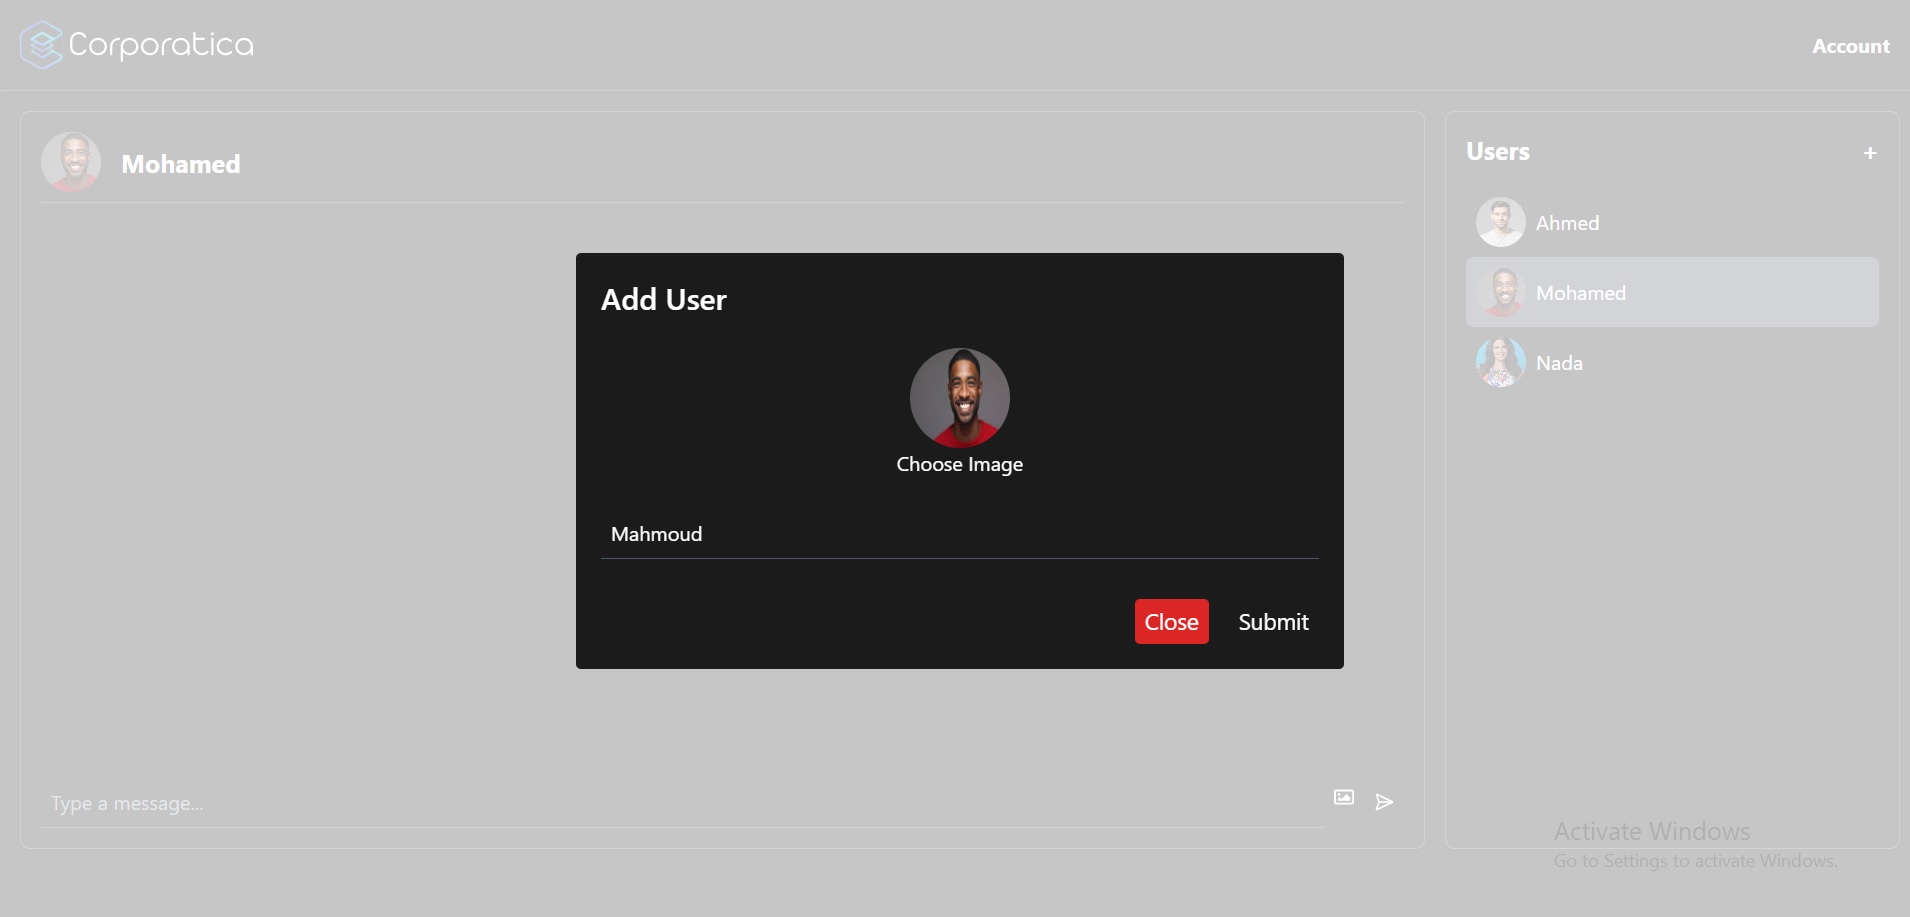 Corporatica
Account
Mohamed
Users
+
Ahmed
Mohamed
Nada
Add User
Choose Image
Mahmoud
Close
Submit
Type a message...
Activate Windows
Go to Settings to activate Windows.